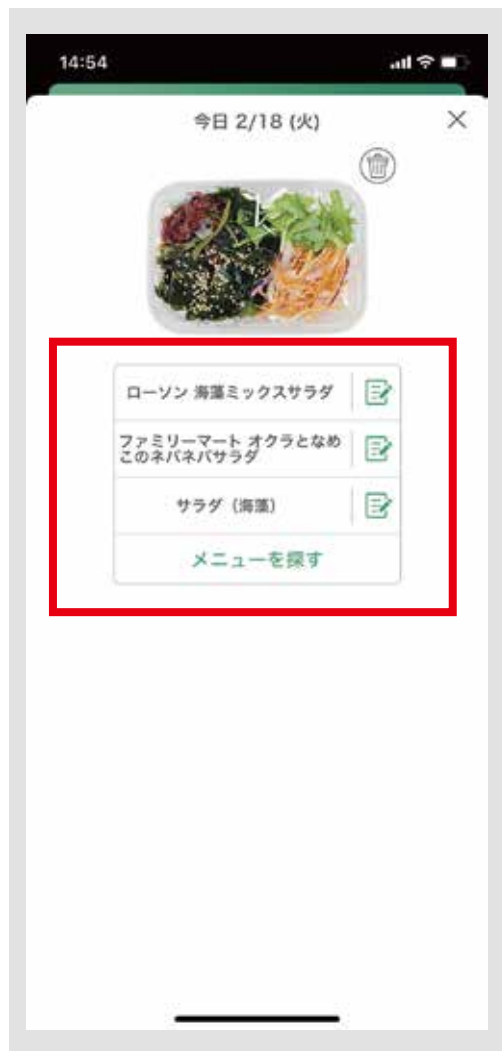 14:54
今日 2/18 (火)
ローソン 海藻ミックスサラダ
ファミリーマート オクラとなめ
このネバネバサラダ
サラダ（海藻）
メニューを探す